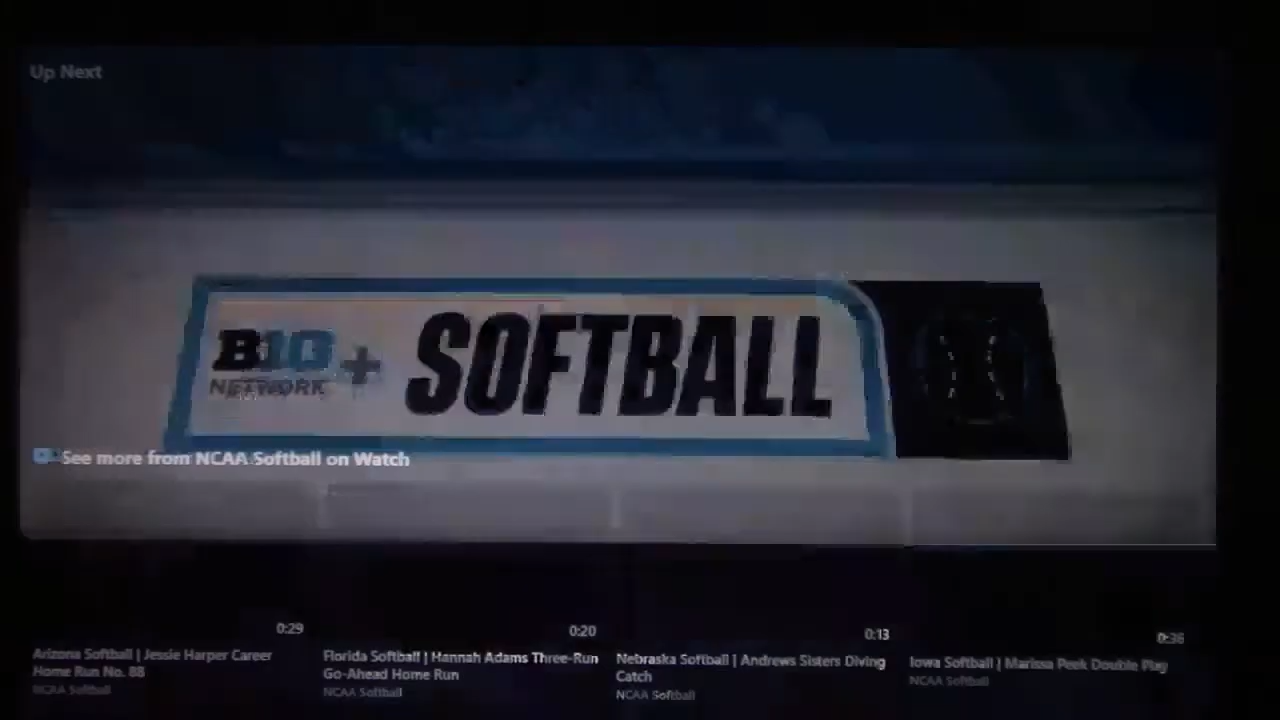 Up Next
B1G
NETWORK
+
SOFTBALL
See more from NCAA Softball on Watch
0:29
0:20
0:13
0:36
Arizona Softball | Jessie Harper Career
Home Run No. 88
NCAA Softball
Florida Softball | Hannah Adams Three-Run
Go-Ahead Home Run
NCAA Softball
Nebraska Softball | Andrews Sisters Diving
Catch
NCAA Softball
Iowa Softball | Marissa Peek Double Play
NCAA Softball